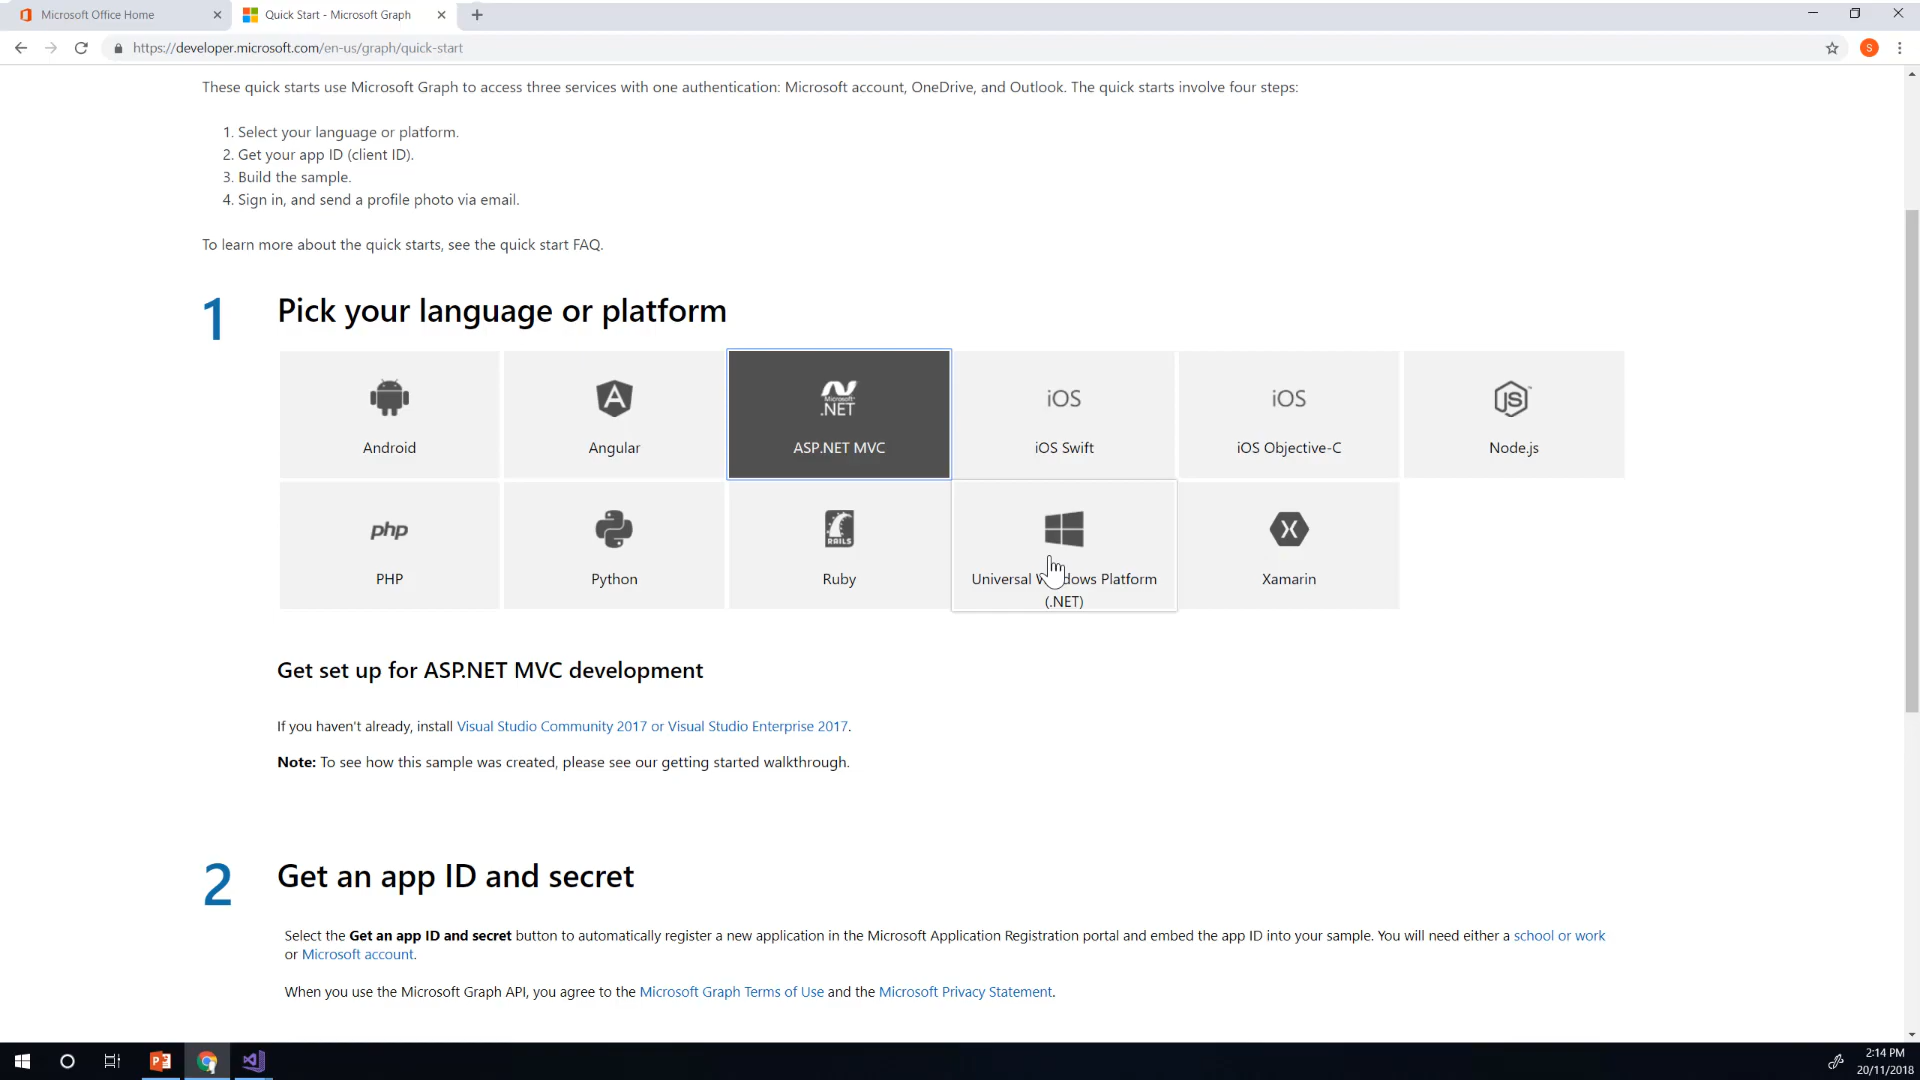 Microsoft Office Home
Quick Start - Microsoft Graph
https://developer.microsoft.com/en-us/graph/quick-start
S
These quick starts use Microsoft Graph to access three services with one authentication: Microsoft account, OneDrive, and Outlook. The quick starts involve four steps:
1. Select your language or platform.
2. Get your app ID (client ID).
3. Build the sample.
4. Sign in, and send a profile photo via email.
To learn more about the quick starts, see the quick start FAQ.
1
Pick your language or platform
Microsoft
.NET
iOS
iOS
JS
Android
Angular
ASP.NET MVC
iOS Swift
iOS Objective-C
Node.js
php
RAILS
PHP
Python
Ruby
Universal Windows Platform
(.NET)
Xamarin
Get set up for ASP.NET MVC development
If you haven't already, install Visual Studio Community 2017 or Visual Studio Enterprise 2017.
Note: To see how this sample was created, please see our getting started walkthrough.
2
Get an app ID and secret
Select the Get an app ID and secret button to automatically register a new application in the Microsoft Application Registration portal and embed the app ID into your sample. You will need either a school or work
or Microsoft account.
When you use the Microsoft Graph API, you agree to the Microsoft Graph Terms of Use and the Microsoft Privacy Statement.
2:14 PM
20/11/2018